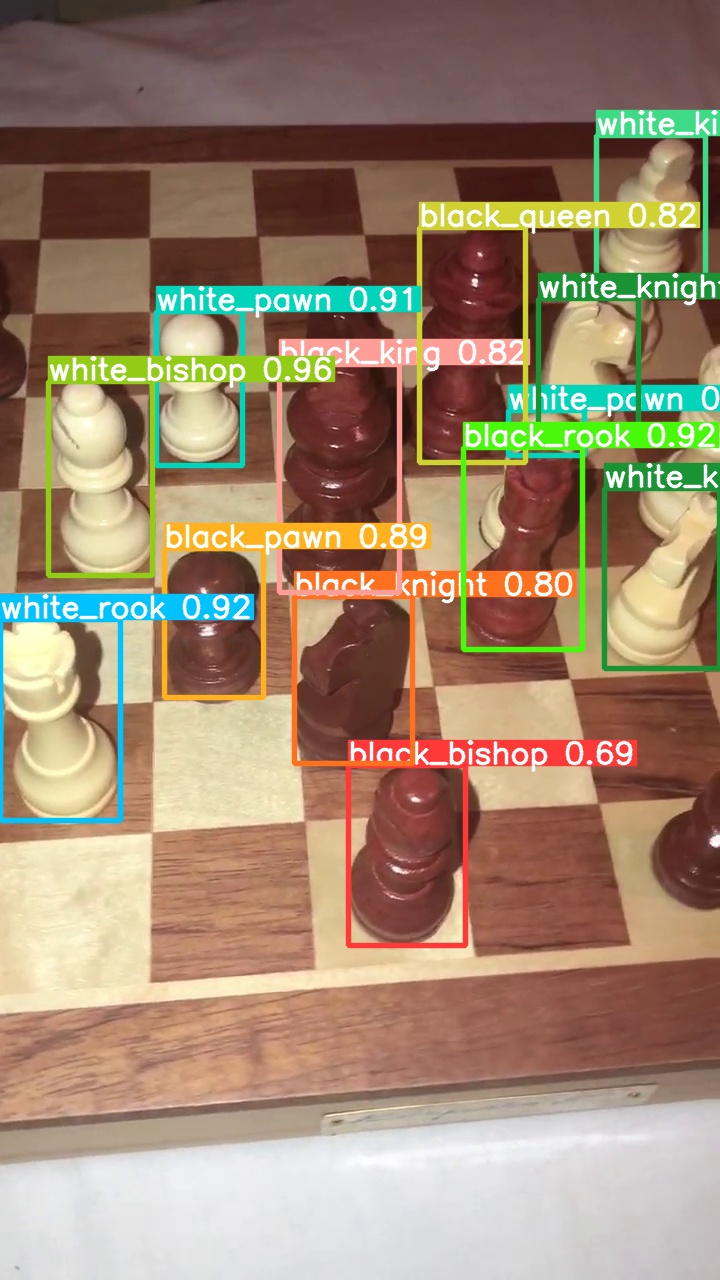 white_ki
black_queen 0.82
white_knight
white_pawn 0.91
black_king 0.82
white_bishop 0.96
white_pawn 0
black_rook 0.92
white_k
black_pawn 0.89
black_knight 0.80
white_rook 0.92
black_bishop 0.69